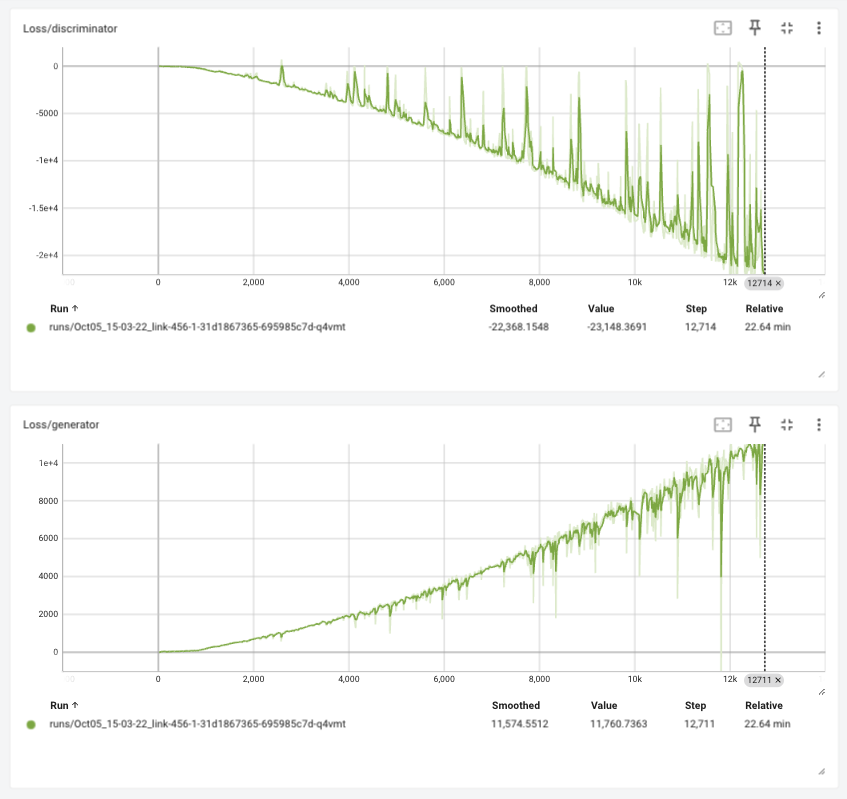 Loss/discriminator
0
-5000
-1e+4
-1.5e+4
-2e+4
0 2,000 4,000 6,000 8,000 10k 12k 12714 ×
Run ↑ Smoothed Value Step Relative
runs/Oct05_15-03-22_link-456-1-31d1867365-695985c7d-q4vmt -22,368.1548 -23,148.3691 12,714 22.64 min
Loss/generator
1e+4
8000
6000
4000
2000
0
0 2,000 4,000 6,000 8,000 10k 12k 12711 ×
Run ↑ Smoothed Value Step Relative
runs/Oct05_15-03-22_link-456-1-31d1867365-695985c7d-q4vmt 11,574.5512 11,760.7363 12,711 22.64 min